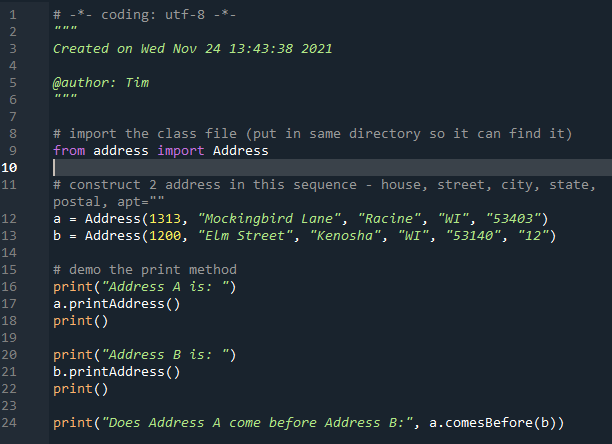 1 # -*- coding: utf-8 -*-
2 """
3 Created on Wed Nov 24 13:43:38 2021
4
5 @author: Tim
6 """
7
8 # import the class file (put in same directory so it can find it)
9 from address import Address
10
11 # construct 2 address in this sequence - house, street, city, state,
postal, apt=""
12 a = Address(1313, "Mockingbird Lane", "Racine", "WI", "53403")
13 b = Address(1200, "Elm Street", "Kenosha", "WI", "53140", "12")
14
15 # demo the print method
16 print("Address A is: ")
17 a.printAddress()
18 print()
19
20 print("Address B is: ")
21 b.printAddress()
22 print()
23
24 print("Does Address A come before Address B:", a.comesBefore(b))